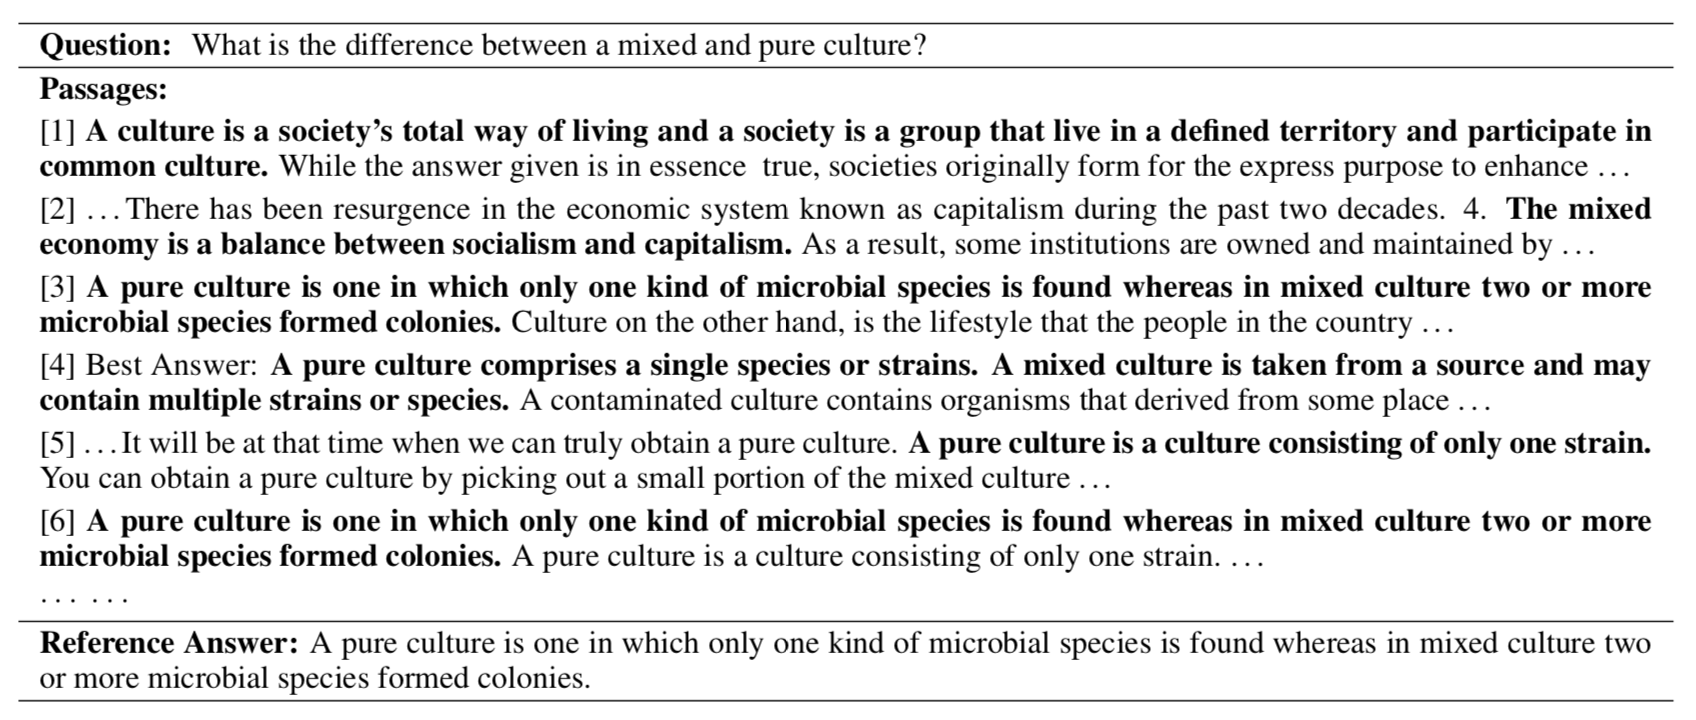 Question: What is the difference between a mixed and pure culture?
Passages:
[1] A culture is a society's total way of living and a society is a group that live in a defined territory and participate in
common culture. While the answer given is in essence true, societies originally form for the express purpose to enhance ...
[2] ...There has been resurgence in the economic system known as capitalism during the past two decades. 4. The mixed
economy is a balance between socialism and capitalism. As a result, some institutions are owned and maintained by ...
[3] A pure culture is one in which only one kind of microbial species is found whereas in mixed culture two or more
microbial species formed colonies. Culture on the other hand, is the lifestyle that the people in the country ...
[4] Best Answer: A pure culture comprises a single species or strains. A mixed culture is taken from a source and may
contain multiple strains or species. A contaminated culture contains organisms that derived from some place ...
[5] ...It will be at that time when we can truly obtain a pure culture. A pure culture is a culture consisting of only one strain.
You can obtain a pure culture by picking out a small portion of the mixed culture ...
[6] A pure culture is one in which only one kind of microbial species is found whereas in mixed culture two or more
microbial species formed colonies. A pure culture is a culture consisting of only one strain. ...
... ...
Reference Answer: A pure culture is one in which only one kind of microbial species is found whereas in mixed culture two
or more microbial species formed colonies.